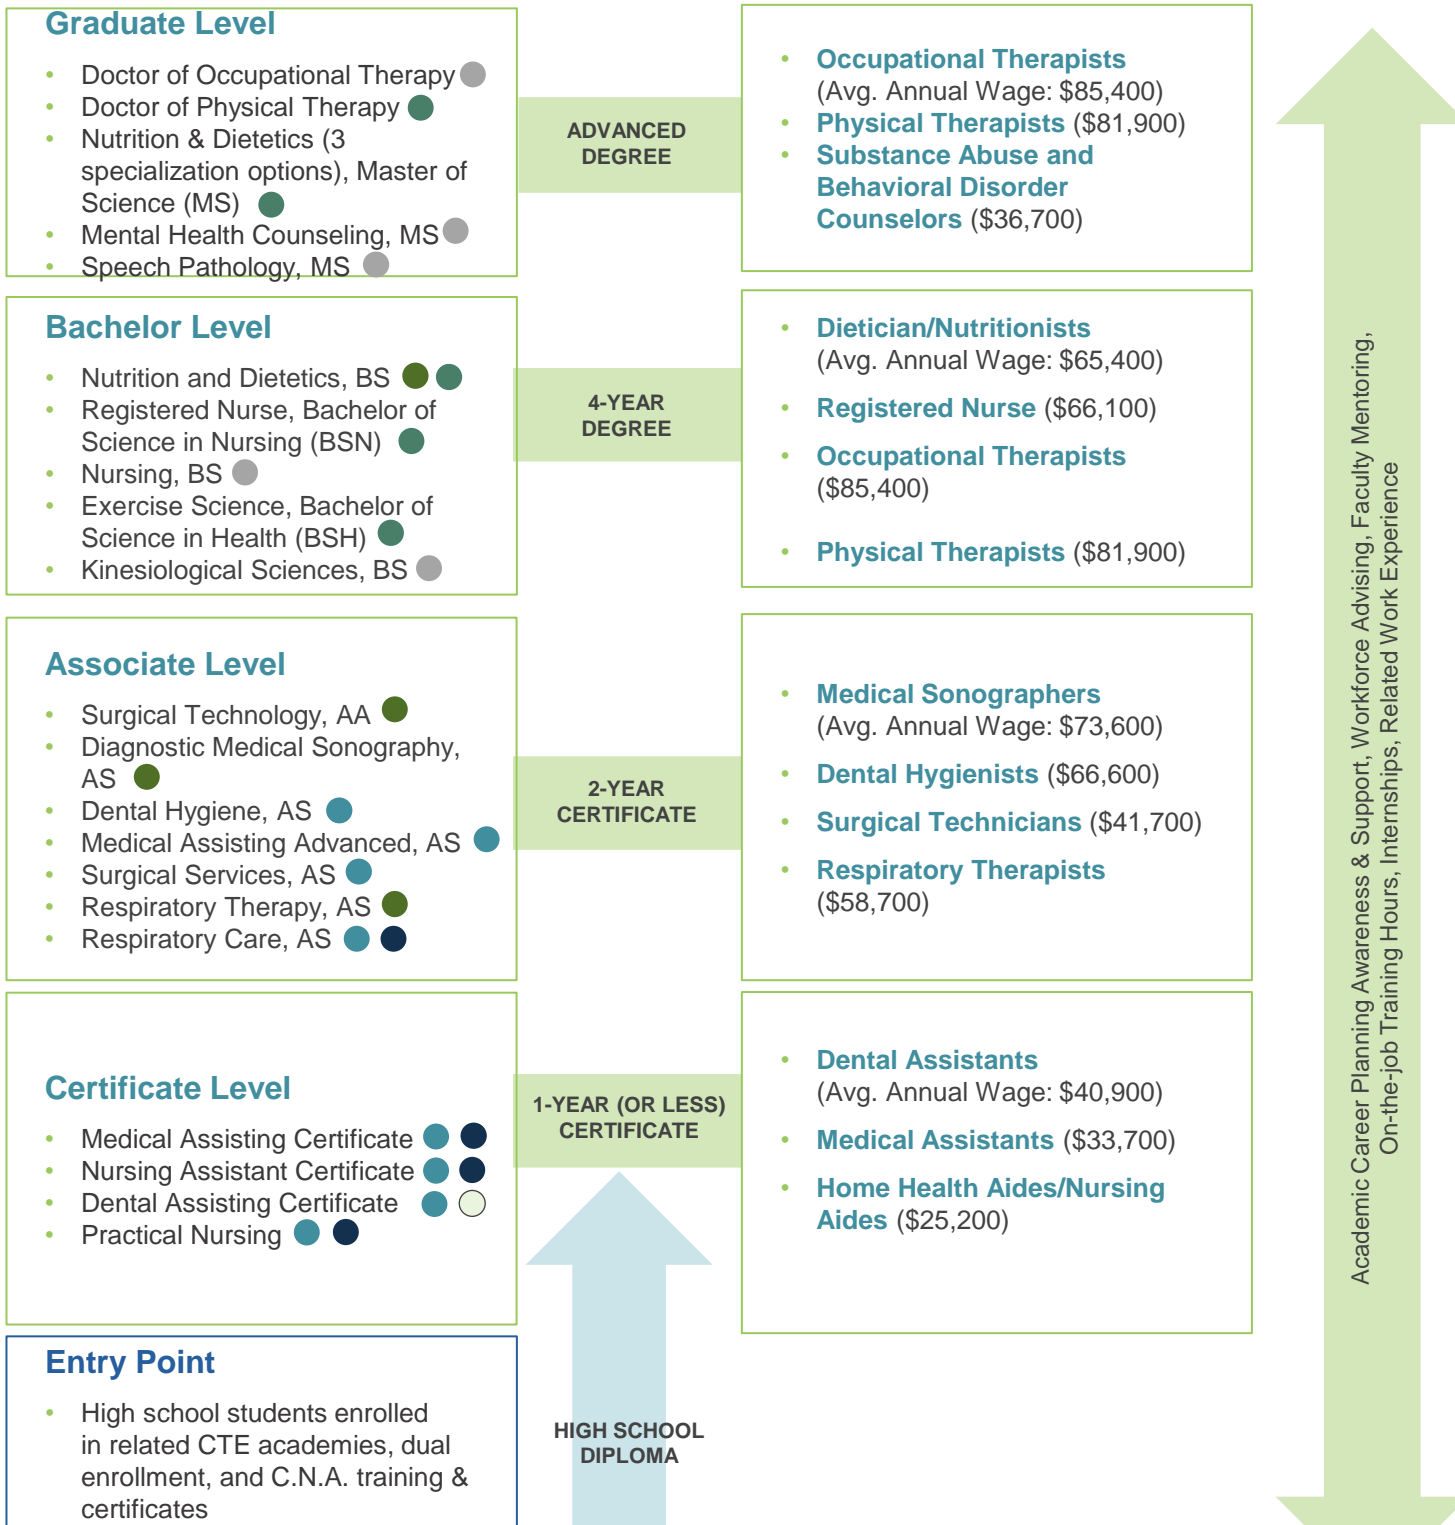 Graduate Level
• Doctor of Occupational Therapy
• Doctor of Physical Therapy
• Nutrition & Dietetics (3
specialization options), Master of
Science (MS)
• Mental Health Counseling, MS
• Speech Pathology, MS
ADVANCED
DEGREE
• Occupational Therapists
(Avg. Annual Wage: $85,400)
• Physical Therapists ($81,900)
• Substance Abuse and
Behavioral Disorder
Counselors ($36,700)
Bachelor Level
• Nutrition and Dietetics, BS
• Registered Nurse, Bachelor of
Science in Nursing (BSN)
• Nursing, BS
• Exercise Science, Bachelor of
Science in Health (BSH)
• Kinesiological Sciences, BS
4-YEAR
DEGREE
• Dietician/Nutritionists
(Avg. Annual Wage: $65,400)
• Registered Nurse ($66,100)
• Occupational Therapists
($85,400)
• Physical Therapists ($81,900)
Associate Level
• Surgical Technology, AA
• Diagnostic Medical Sonography,
AS
• Dental Hygiene, AS
• Medical Assisting Advanced, AS
• Surgical Services, AS
• Respiratory Therapy, AS
• Respiratory Care, AS
2-YEAR
CERTIFICATE
• Medical Sonographers
(Avg. Annual Wage: $73,600)
• Dental Hygienists ($66,600)
• Surgical Technicians ($41,700)
• Respiratory Therapists
($58,700)
Certificate Level
• Medical Assisting Certificate
• Nursing Assistant Certificate
• Dental Assisting Certificate
• Practical Nursing
1-YEAR (OR LESS)
CERTIFICATE
• Dental Assistants
(Avg. Annual Wage: $40,900)
• Medical Assistants ($33,700)
• Home Health Aides/Nursing
Aides ($25,200)
Entry Point
• High school students enrolled
in related CTE academies, dual
enrollment, and C.N.A. training &
certificates
HIGH SCHOOL
DIPLOMA
Academic Career Planning Awareness & Support, Workforce Advising, Faculty Mentoring,
On-the-job Training Hours, Internships, Related Work Experience